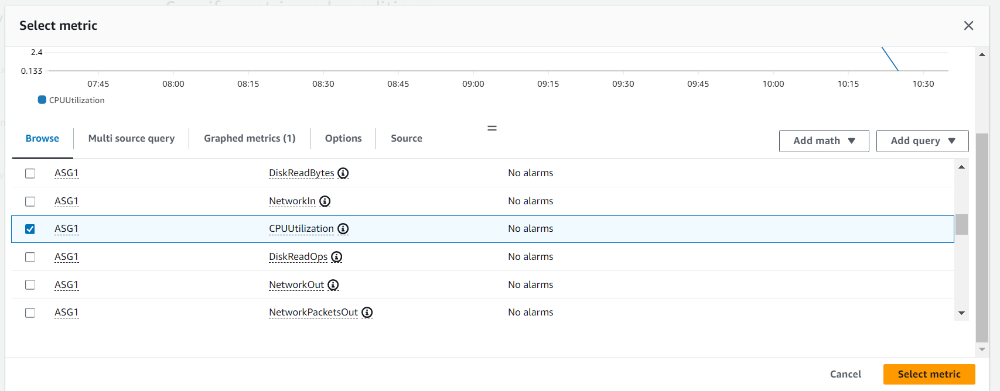 Select metric
2.4
0.133
07:45 08:00 08:15 08:30 08:45 09:00 09:15 09:30 09:45 10:00 10:15 10:30
CPUUtilization
Browse Multi source query Graphed metrics (1) Options Source Add math Add query
ASG1 DiskReadBytes No alarms
ASG1 NetworkIn No alarms
ASG1 CPUUtilization No alarms
ASG1 DiskReadOps No alarms
ASG1 NetworkOut No alarms
ASG1 NetworkPacketsOut No alarms
Cancel Select metric